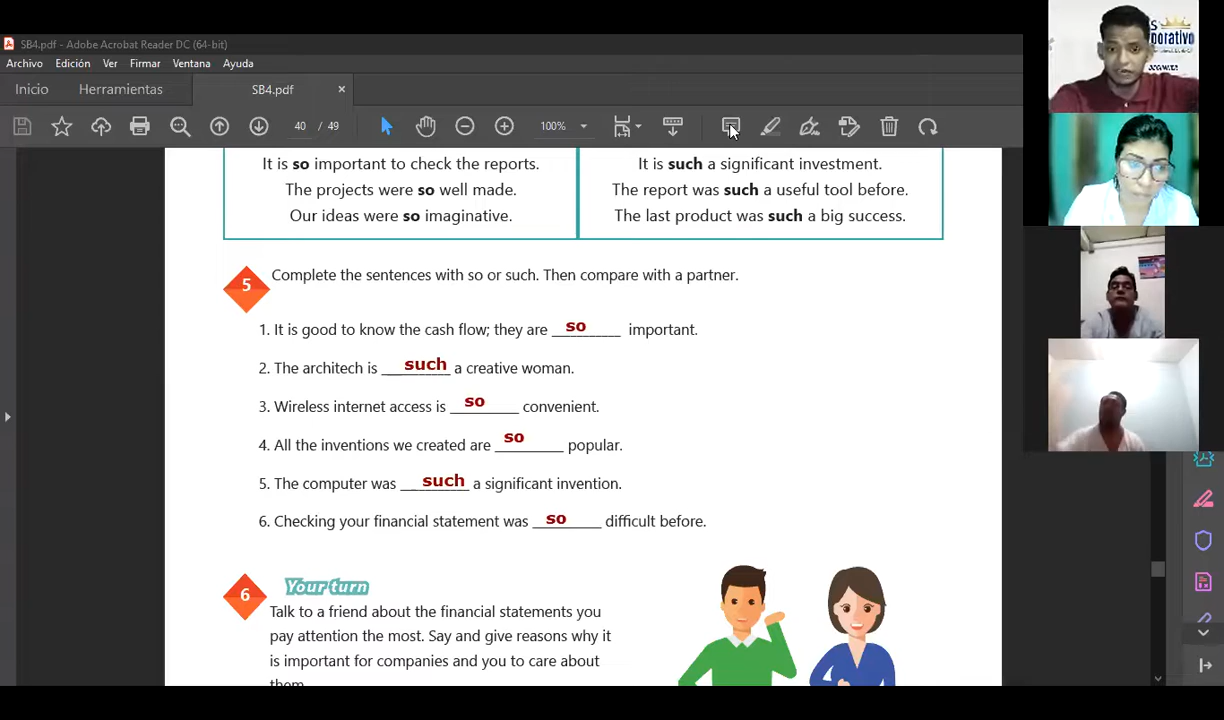 SB4.pdf - Adobe Acrobat Reader DC (64-bit)
Archivo Edición Ver Firmar Ventana Ayuda
Inicio Herramientas SB4.pdf ×
40 / 49 100%
It is so important to check the reports.
The projects were so well made.
Our ideas were so imaginative.
It is such a significant investment.
The report was such a useful tool before.
The last product was such a big success.
5 Complete the sentences with so or such. Then compare with a partner.
1. It is good to know the cash flow; they are so important.
2. The architech is such a creative woman.
3. Wireless internet access is so convenient.
4. All the inventions we created are so popular.
5. The computer was such a significant invention.
6. Checking your financial statement was so difficult before.
6 Your turn
Talk to a friend about the financial statements you
pay attention the most. Say and give reasons why it
is important for companies and you to care about
them